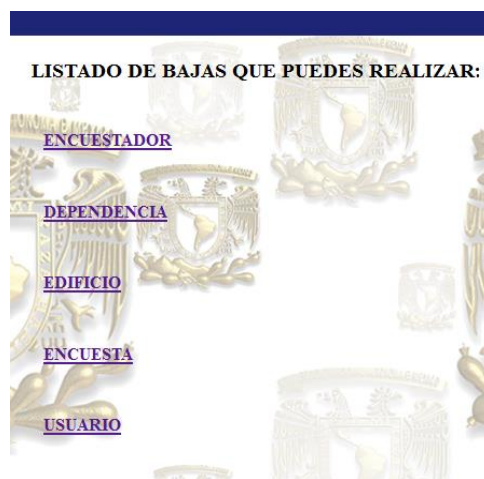 LISTADO DE BAJAS QUE PUEDES REALIZAR:
ENCUESTADOR
DEPENDENCIA
EDIFICIO
ENCUESTA
USUARIO